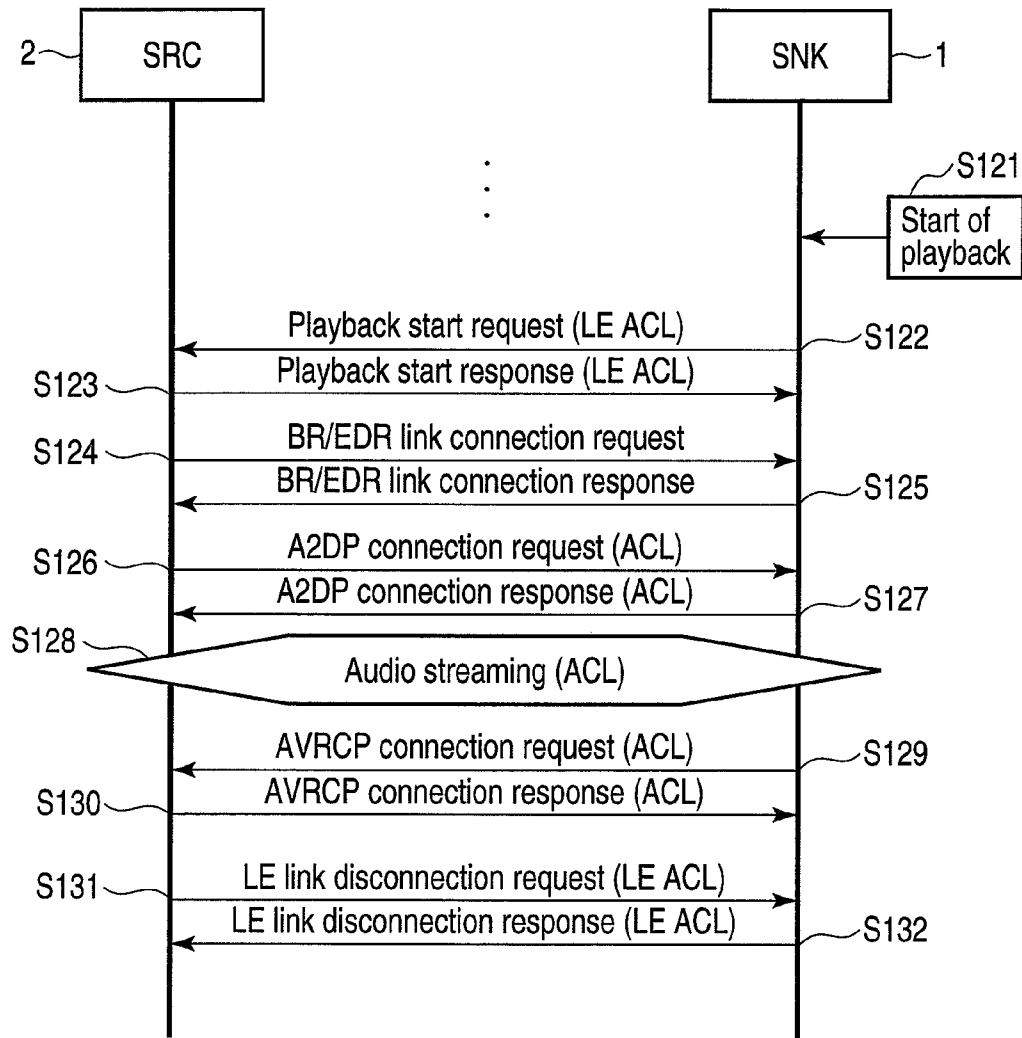 2 SRC SNK 1
S121
Start of
playback
Playback start request (LE ACL) S122
S123 Playback start response (LE ACL)
S124 BR/EDR link connection request
BR/EDR link connection response S125
S126 A2DP connection request (ACL)
A2DP connection response (ACL) S127
S128 Audio streaming (ACL)
AVRCP connection request (ACL) S129
S130 AVRCP connection response (ACL)
S131 LE link disconnection request (LE ACL)
LE link disconnection response (LE ACL) S132